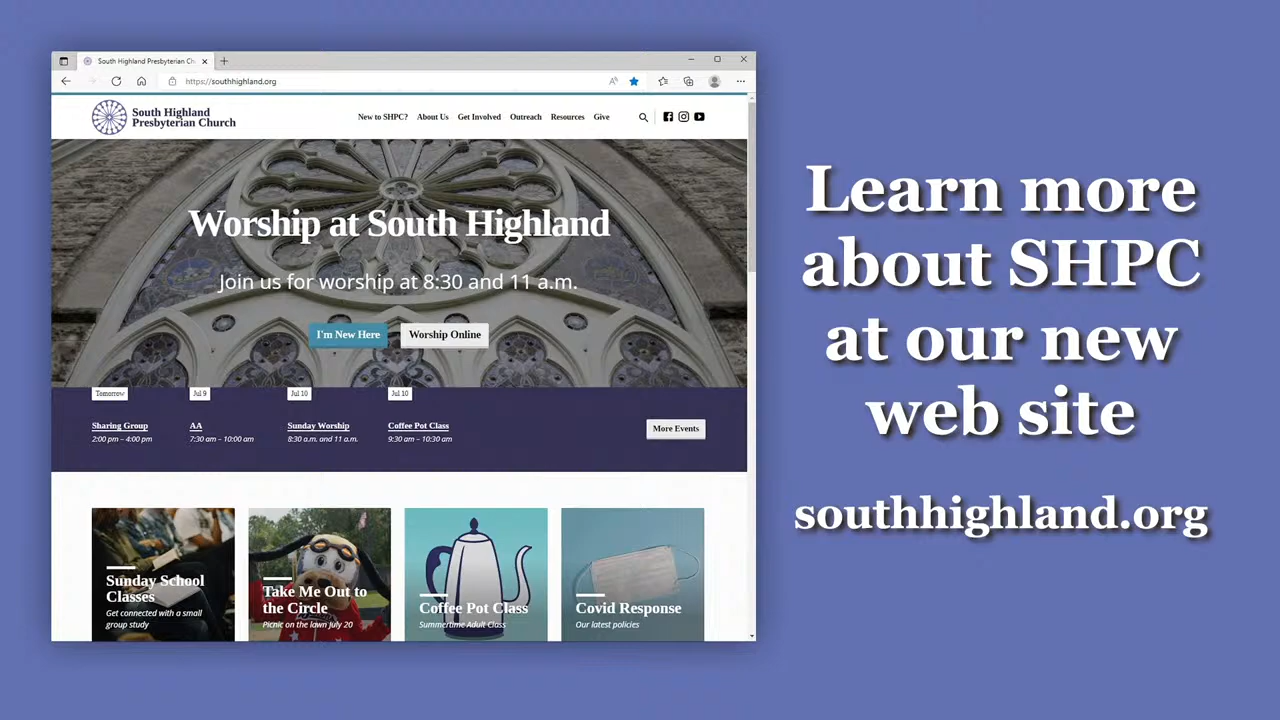 South Highland Presbyterian Ch
https://southhighland.org
South Highland
Presbyterian Church
New to SHPC? About Us Get Involved Outreach Resources Give
Worship at South Highland
Join us for worship at 8:30 and 11 a.m.
I'm New Here Worship Online
Tomorrow Jul 9 Jul 10 Jul 10
Sharing Group AA Sunday Worship Coffee Pot Class
2:00 pm – 4:00 pm 7:30 am – 10:00 am 8:30 a.m. and 11 a.m. 9:30 am – 10:30 am
More Events
Sunday School
Classes
Get connected with a small
group study
Take Me Out to
the Circle
Picnic on the lawn July 20
Coffee Pot Class
Summertime Adult Class
Covid Response
Our latest policies
Learn more
about SHPC
at our new
web site
southhighland.org